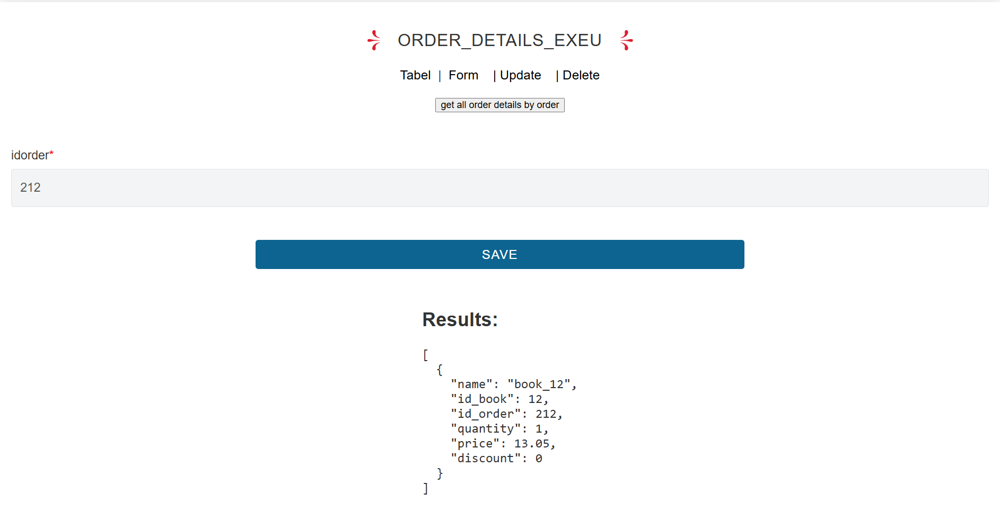 ORDER_DETAILS_EXEU
Tabel | Form | Update | Delete
get all order details by order
idorder*
212
SAVE
Results:
[
{
"name": "book_12",
"id_book": 12,
"id_order": 212,
"quantity": 1,
"price": 13.05,
"discount": 0
}
]